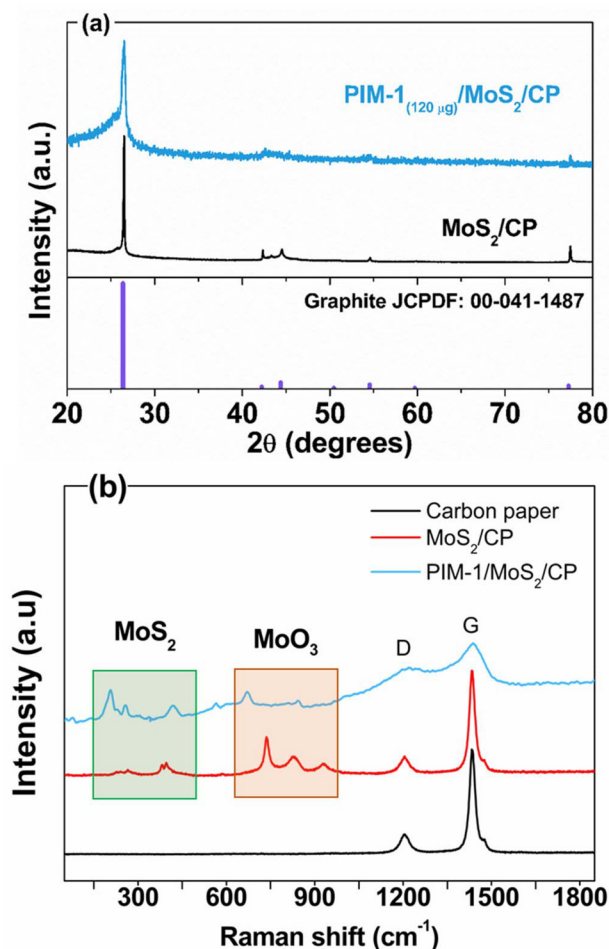 (a)
PIM-1(120 μg)/MoS2/CP
MoS2/CP
Graphite JCPDF: 00-041-1487
Intensity (a.u.)
20 30 40 50 60 70 80
2θ (degrees)
(b)
Carbon paper
MoS2/CP
PIM-1/MoS2/CP
MoS2
MoO3
D
G
Intensity (a.u)
300 600 900 1200 1500 1800
Raman shift (cm-1)